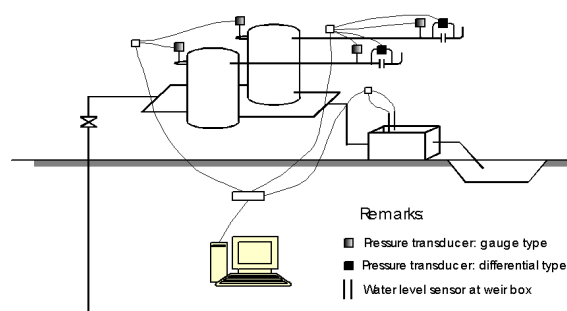 Remarks:
Pressure transducer: gauge type
Pressure transducer: differential type
Water level sensor at weir box